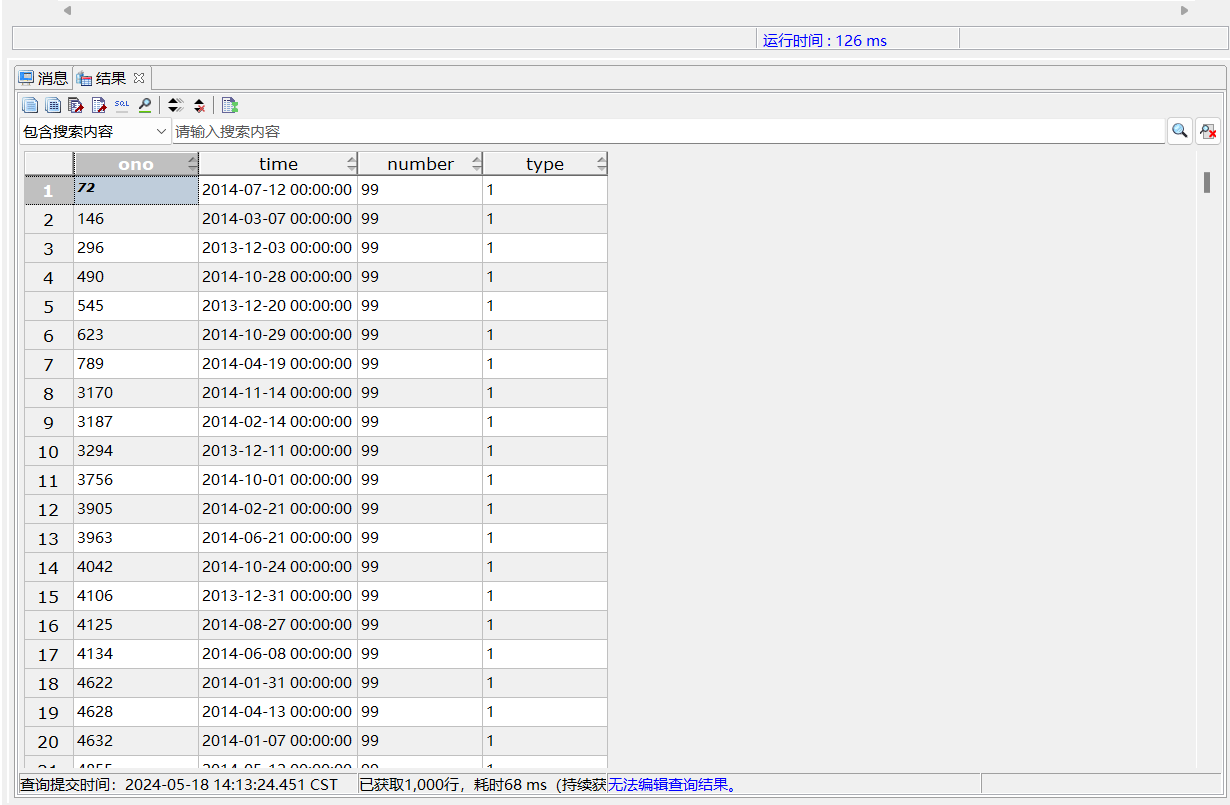 运行时间 : 126 ms
消息 结果
SQL
包含搜索内容 请输入搜索内容
ono time number type
1 72 2014-07-12 00:00:00 99 1
2 146 2014-03-07 00:00:00 99 1
3 296 2013-12-03 00:00:00 99 1
4 490 2014-10-28 00:00:00 99 1
5 545 2013-12-20 00:00:00 99 1
6 623 2014-10-29 00:00:00 99 1
7 789 2014-04-19 00:00:00 99 1
8 3170 2014-11-14 00:00:00 99 1
9 3187 2014-02-14 00:00:00 99 1
10 3294 2013-12-11 00:00:00 99 1
11 3756 2014-10-01 00:00:00 99 1
12 3905 2014-02-21 00:00:00 99 1
13 3963 2014-06-21 00:00:00 99 1
14 4042 2014-10-24 00:00:00 99 1
15 4106 2013-12-31 00:00:00 99 1
16 4125 2014-08-27 00:00:00 99 1
17 4134 2014-06-08 00:00:00 99 1
18 4622 2014-01-31 00:00:00 99 1
19 4628 2014-04-13 00:00:00 99 1
20 4632 2014-01-07 00:00:00 99 1
查询提交时间：2024-05-18 14:13:24.451 CST 已获取1,000行，耗时68 ms（持续获 无法编辑查询结果。